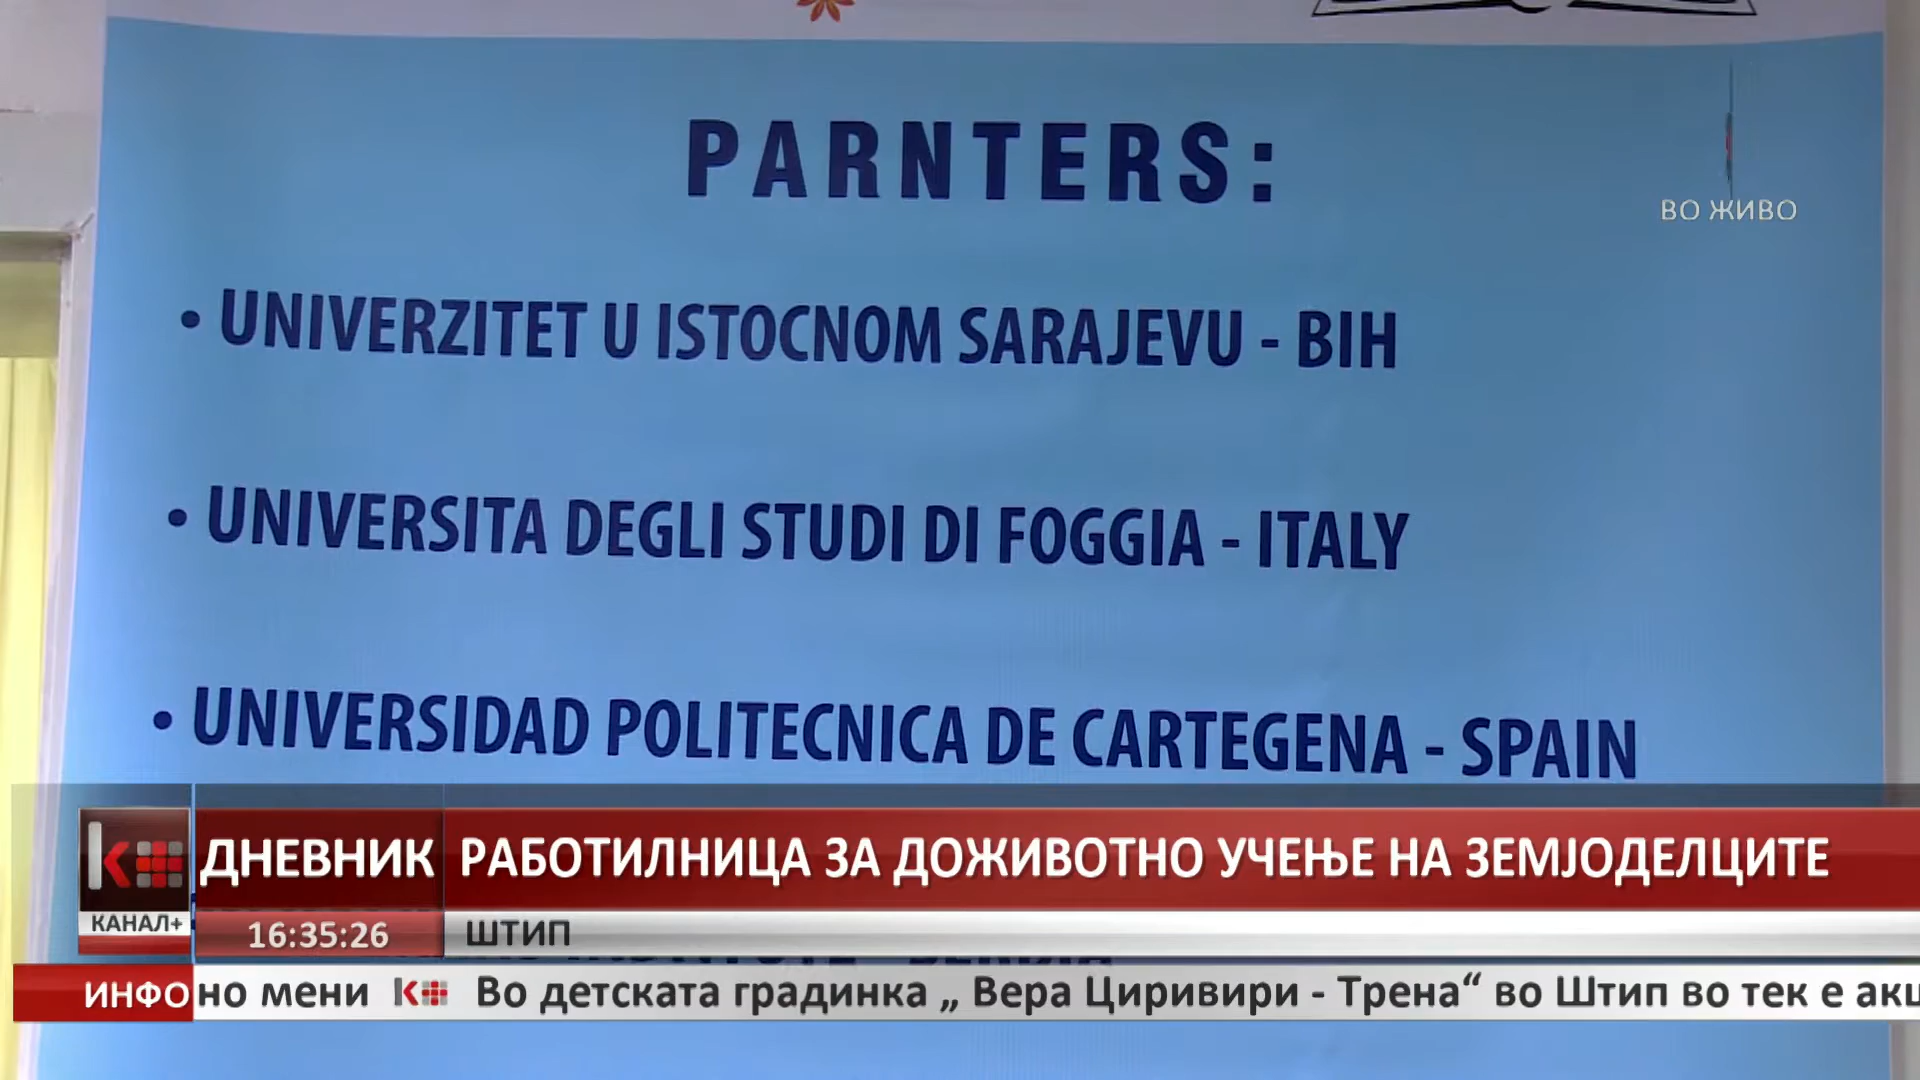 PARNTERS:
ВО ЖИВО
• UNIVERZITET U ISTOCNOM SARAJEVU - BIH
• UNIVERSITA DEGLI STUDI DI FOGGIA - ITALY
• UNIVERSIDAD POLITECNICA DE CARTEGENA - SPAIN
ДНЕВНИК РАБОТИЛНИЦА ЗА ДОЖИВОТНО УЧЕЊЕ НА ЗЕМЈОДЕЛЦИТЕ
КАНАЛ+
16:35:26 ШТИП
ИНФО но мени К Во детската градинка „ Вера Циривири - Трена“ во Штип во тек е акц